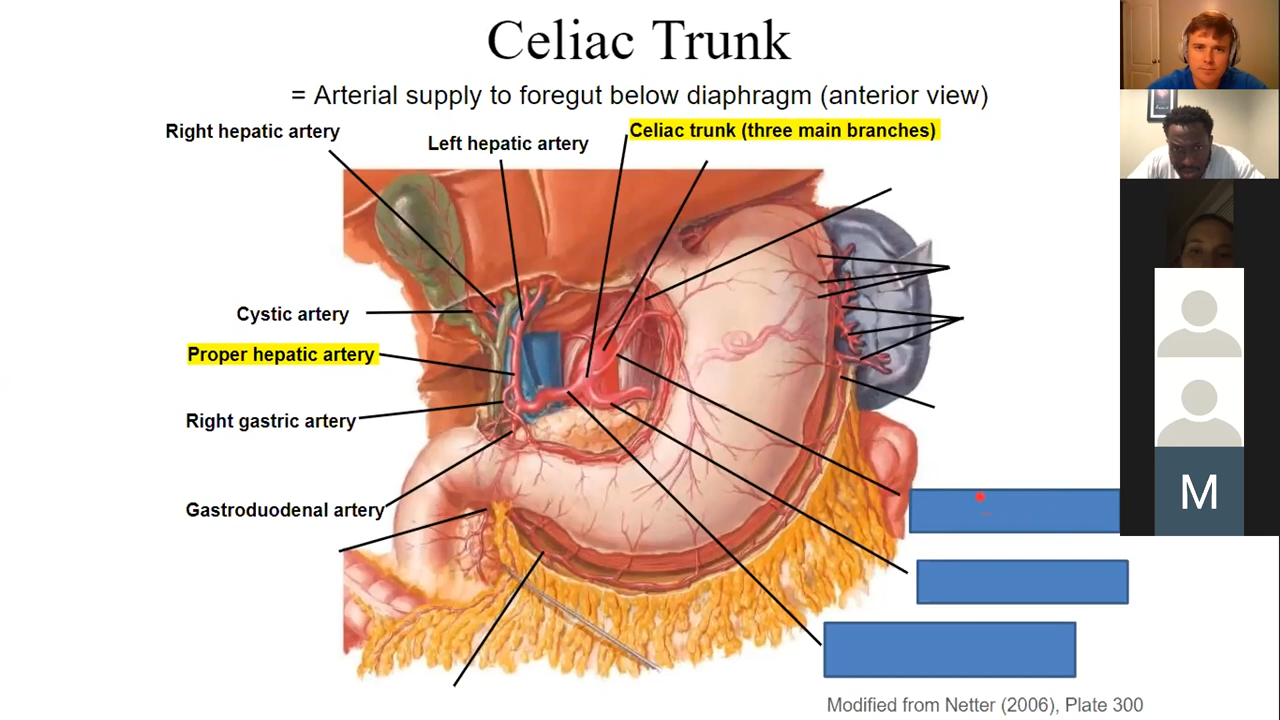 Celiac Trunk
= Arterial supply to foregut below diaphragm (anterior view)
Right hepatic artery
Left hepatic artery
Celiac trunk (three main branches)
Cystic artery
Proper hepatic artery
Right gastric artery
Gastroduodenal artery
M
Modified from Netter (2006), Plate 300